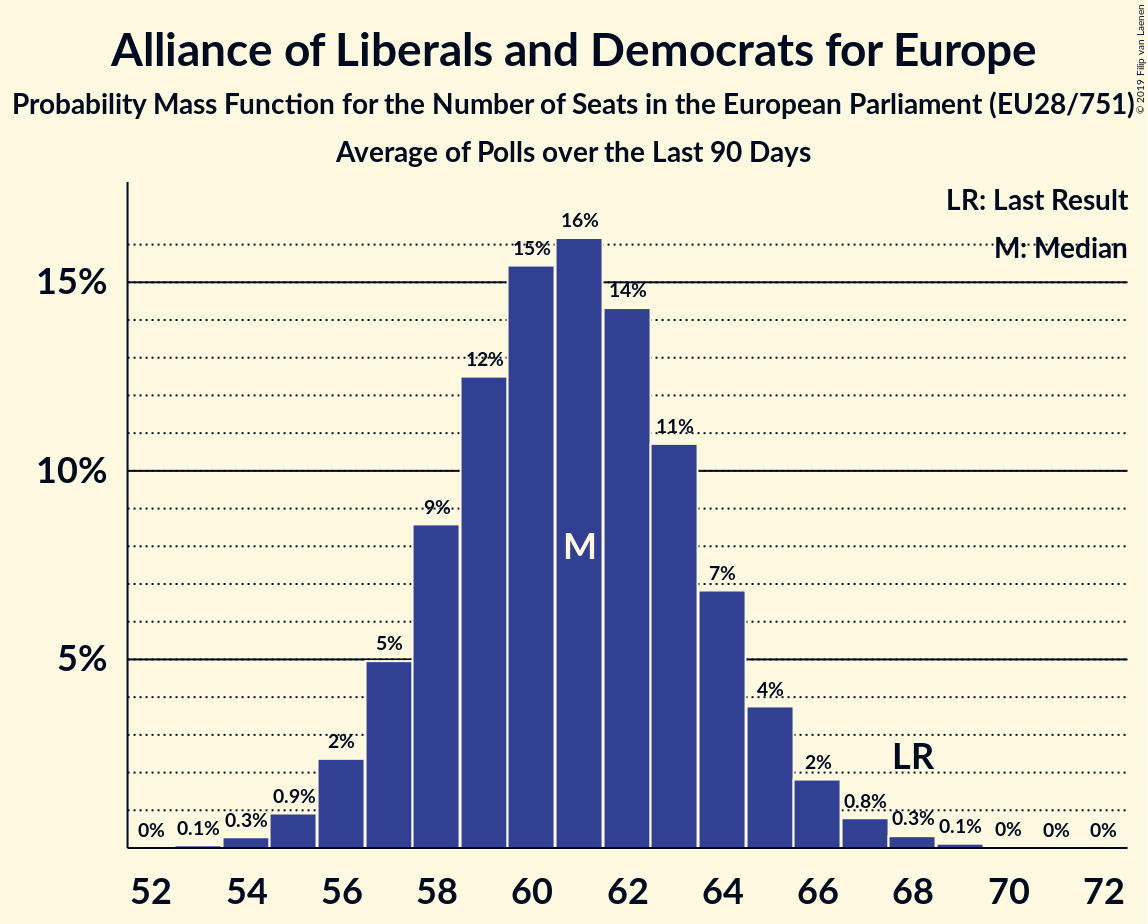 Alliance of Liberals and Democrats for Europe
Probability Mass Function for the Number of Seats in the European Parliament (EU28/751)
Average of Polls over the Last 90 Days
© 2019 Filip van Laenen
LR: Last Result
M: Median
15%
10%
5%
0%
0.1%
0.3%
0.9%
2%
5%
9%
12%
15%
16%
14%
11%
7%
4%
2%
0.8%
0.3%
0.1%
0%
0%
0%
M
LR
52 54 56 58 60 62 64 66 68 70 72